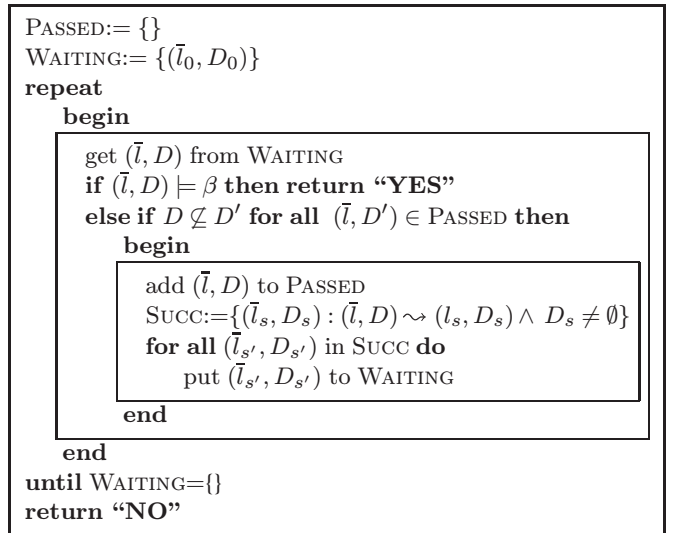 PASSED:= {}
WAITING:= {(l̄₀, D₀)}
repeat
begin
get (l̄, D) from WAITING
if (l̄, D) ⊨ β then return “YES”
else if D ⊈ D′ for all (l̄, D′) ∈ PASSED then
begin
add (l̄, D) to PASSED
SUCC:={(l̄ₛ, Dₛ) : (l̄, D) ⇝ (lₛ, Dₛ) ∧ Dₛ ≠ ∅}
for all (l̄ₛ′, Dₛ′) in SUCC do
put (l̄ₛ′, Dₛ′) to WAITING
end
end
until WAITING={}
return “NO”